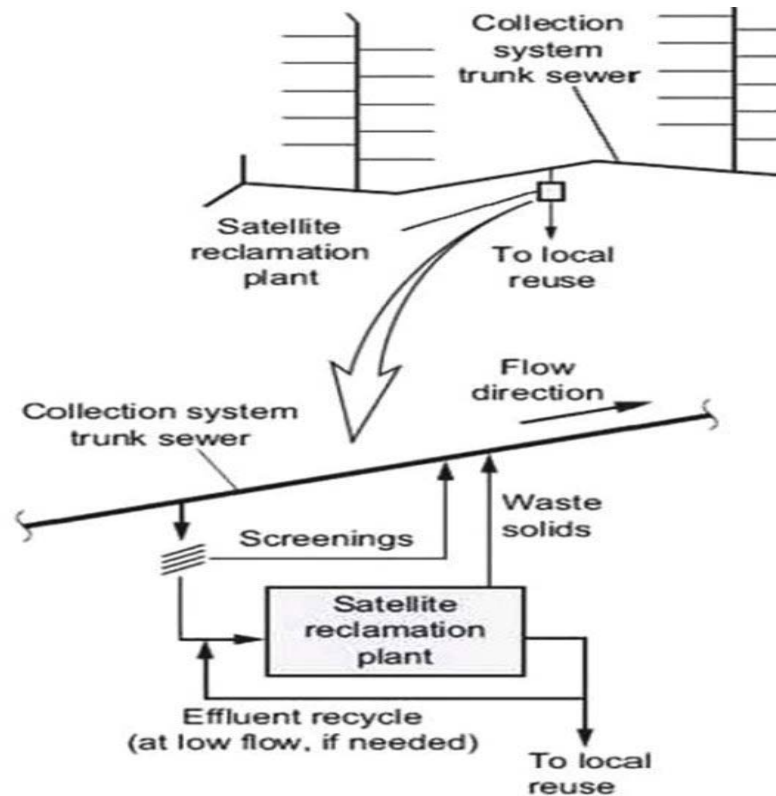 Collection
system
trunk sewer
Satellite
reclamation
plant
To local
reuse
Flow
direction
Collection system
trunk sewer
Waste
solids
Screenings
Satellite
reclamation
plant
Effluent recycle
(at low flow, if needed)
To local
reuse